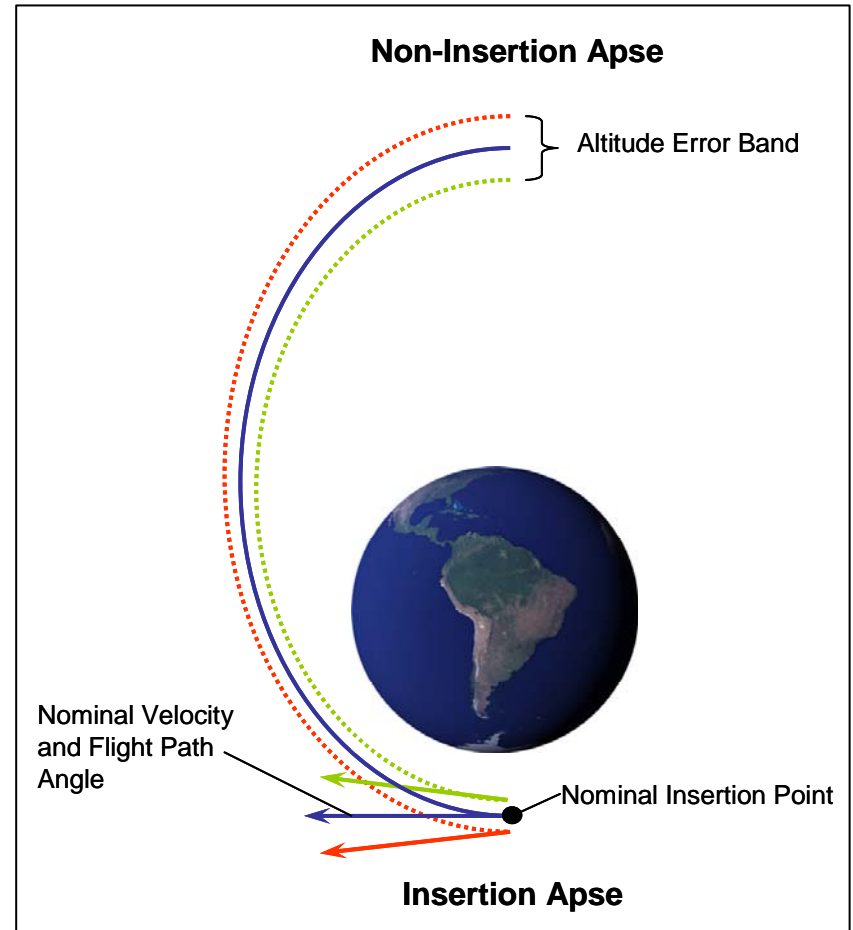 Non-Insertion Apse
Altitude Error Band
Nominal Velocity
and Flight Path
Angle
Nominal Insertion Point
Insertion Apse